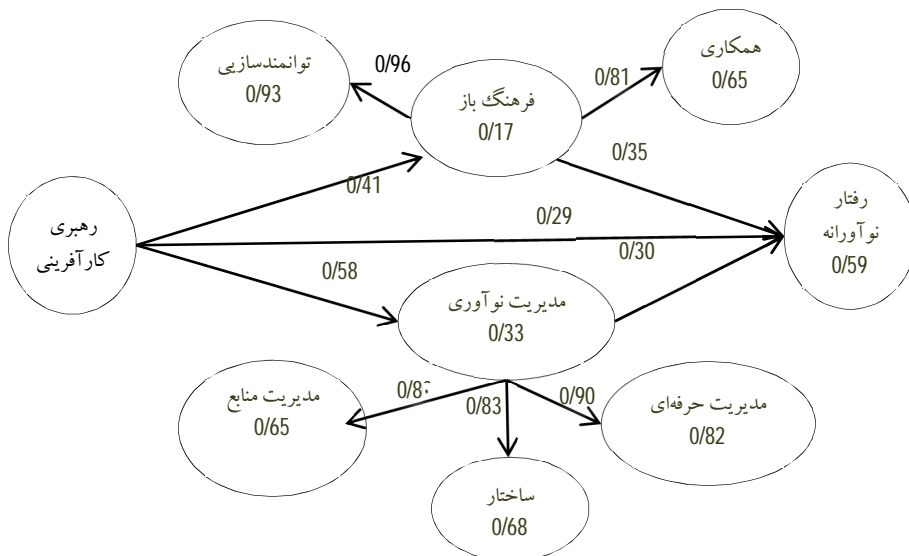 توانمندسازیی
0/93
0/96
فرهنگ باز
0/17
0/81
همکاری
0/65
0/41
0/35
رهبری
کارآفرینی
0/29
0/30
رفتار
نوآورانه
0/59
0/58
مدیریت نوآوری
0/33
مدیریت منابع
0/65
0/83
0/90
مدیریت حرفه‌ای
0/82
ساختار
0/68